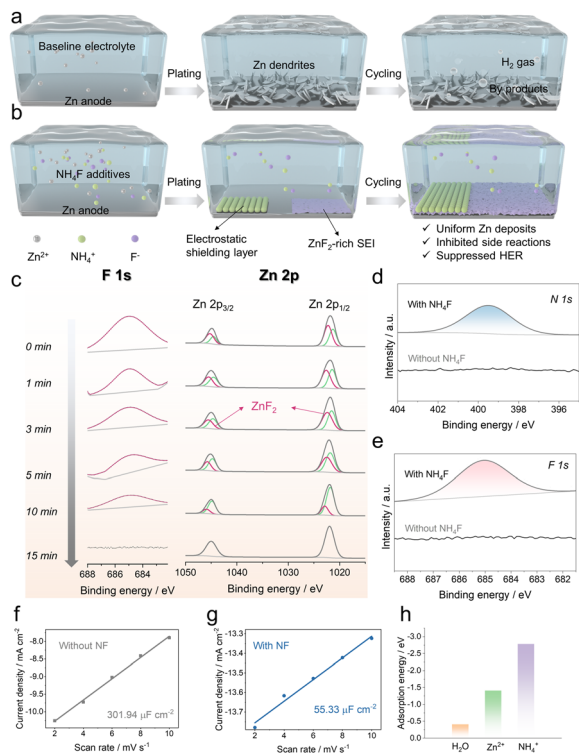 a
Baseline electrolyte
Zn anode
Plating
Zn dendrites
Cycling
H₂ gas
By products
b
NH₄F additives
Zn anode
Plating
Cycling
Zn²⁺
NH₄⁺
F⁻
Electrostatic
shielding layer
ZnF₂-rich SEI
✓ Uniform Zn deposits
✓ Inhibited side reactions
✓ Suppressed HER
c
F 1s
Zn 2p
Zn 2p₃/₂
Zn 2p₁/₂
0 min
1 min
3 min
5 min
10 min
15 min
ZnF₂
688 686 684
Binding energy / eV
1050 1040 1030 1020
Binding energy / eV
d
N 1s
With NH₄F
Without NH₄F
Intensity / a.u.
404 402 400 398 396
Binding energy / eV
e
F 1s
With NH₄F
Without NH₄F
Intensity / a.u.
688 687 686 685 684 683 682
Binding energy / eV
f
Current density / mA cm⁻²
-8.0
-8.5
-9.0
-9.5
-10.0
Without NF
301.94 μF cm⁻²
2 4 6 8 10
Scan rate / mV s⁻¹
g
Current density / mA cm⁻²
-13.3
-13.4
-13.5
-13.6
-13.7
With NF
55.33 μF cm⁻²
2 4 6 8 10
Scan rate / mV s⁻¹
h
Adsorption energy / -eV
3.0
2.5
2.0
1.5
1.0
0.5
0.0
H₂O Zn²⁺ NH₄⁺